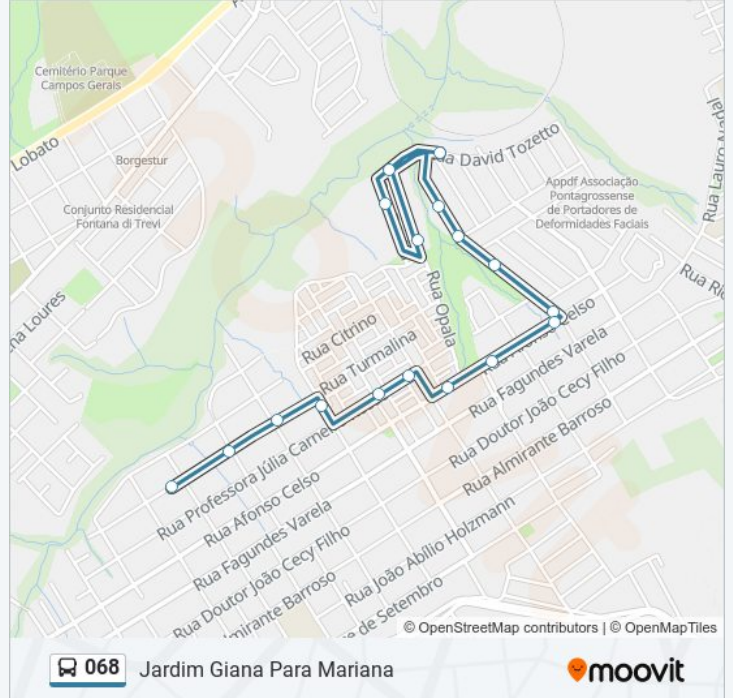 Cemitério Parque
Campos Gerais
Lobato
Borgestur
Conjunto Residencial
Fontana di Trevi
David Tozetto
Appdf Associação
Pontagrossense
de Portadores de
Deformidades Faciais
Rua Lauro
Rua
Loures
Rua Opala
Rua Citrino
Rua Turmalina
Celso
Rua Fagundes Varela
Rua Doutor João Cecy Filho
Rua Almirante Barroso
Rua Professora Júlia
Rua Afonso Celso
Rua Fagundes Varela
Rua Doutor João Cecy Filho
Almirante Barroso
Rua João Abílio Holzmann
de Setembro
© OpenStreetMap contributors | © OpenMapTiles
068 Jardim Giana Para Mariana
moovit